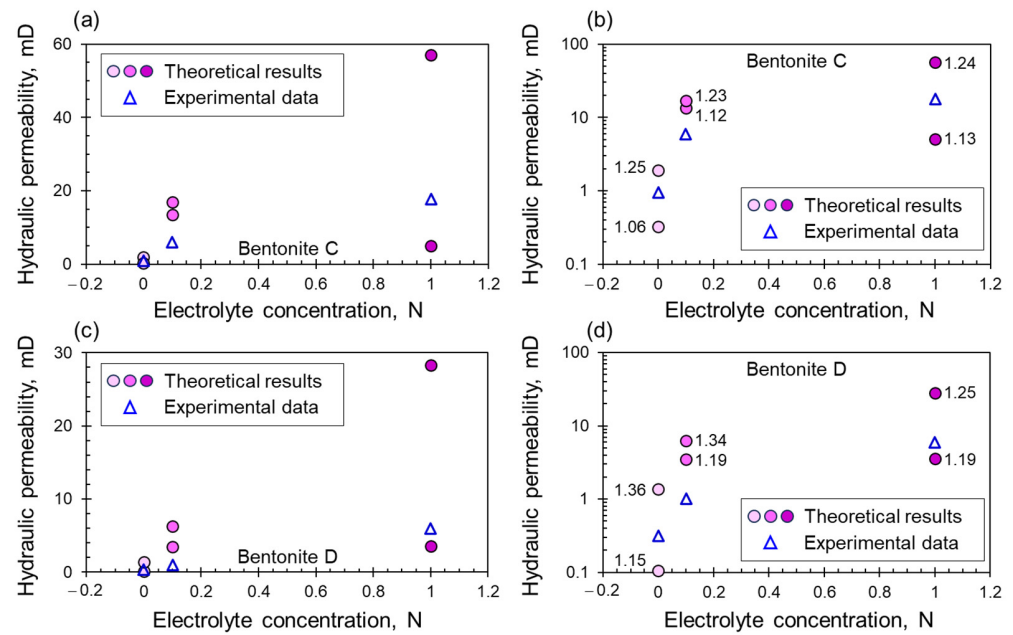 (a)
Hydraulic permeability, mD
60
40
20
0
Theoretical results
Experimental data
Bentonite C
−0.2 0 0.2 0.4 0.6 0.8 1 1.2
Electrolyte concentration, N
(b)
Hydraulic permeability, mD
100
10
1
0.1
Bentonite C
1.24
1.23
1.12
1.13
1.25
1.06
Theoretical results
Experimental data
−0.2 0 0.2 0.4 0.6 0.8 1 1.2
Electrolyte concentration, N
(c)
Hydraulic permeability, mD
30
20
10
0
Theoretical results
Experimental data
Bentonite D
−0.2 0 0.2 0.4 0.6 0.8 1 1.2
Electrolyte concentration, N
(d)
Hydraulic permeability, mD
100
10
1
0.1
Bentonite D
1.25
1.34
1.19
1.19
1.36
1.15
Theoretical results
Experimental data
−0.2 0 0.2 0.4 0.6 0.8 1 1.2
Electrolyte concentration, N